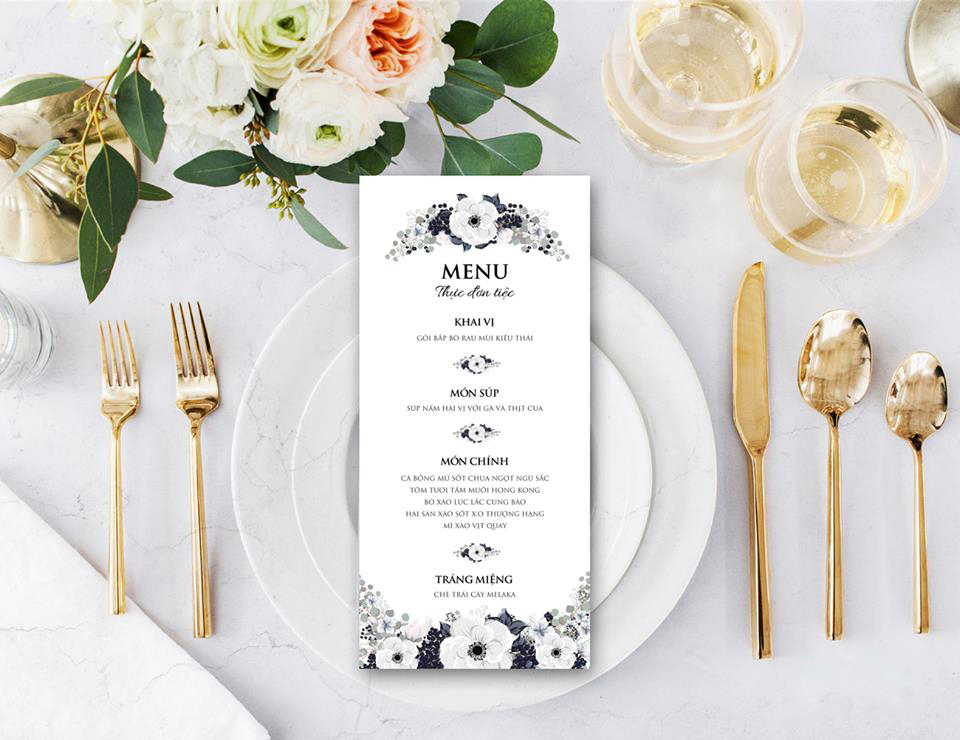 MENU
Thực đơn tiệc
KHAI VỊ
GỎI BẮP BÒ RAU MÙI KIỂU THÁI
MÓN SÚP
SÚP NẤM HẢI VỊ VỚI GÀ VÀ THỊT CUA
MÓN CHÍNH
CÁ BÔNG MÚ SỐT CHUA NGỌT NGŨ SẮC
TÔM TƯƠI TẨM MUỐI HONG KONG
BÒ XÀO LÚC LẮC CUNG BẢO
HẢI SẢN XÀO SỐT X.O THƯỢNG HẠNG
MÌ XÀO VỊT QUAY
TRÁNG MIỆNG
CHÈ TRÁI CÂY MELAKA